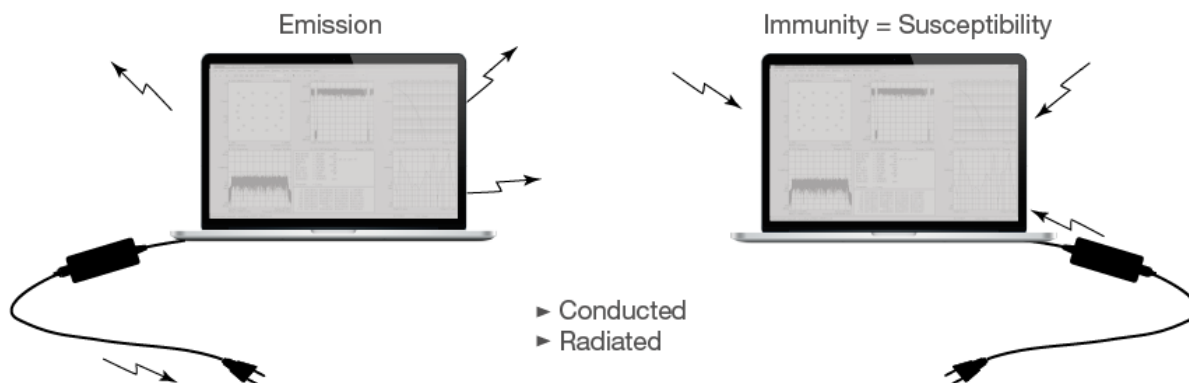 Emission
Immunity = Susceptibility
► Conducted
► Radiated